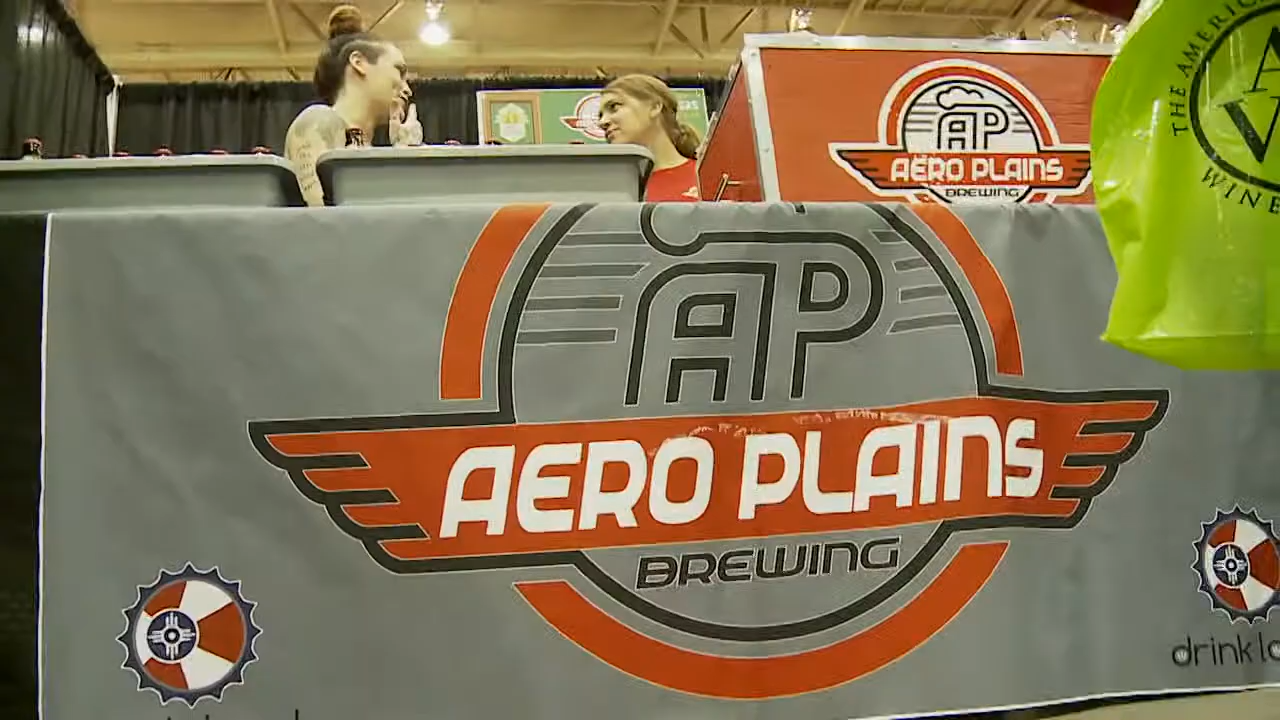 AP
AERO PLAINS
BREWING
THE AMERIC
A
V
WINE
AP
AERO PLAINS
BREWING
drink lo